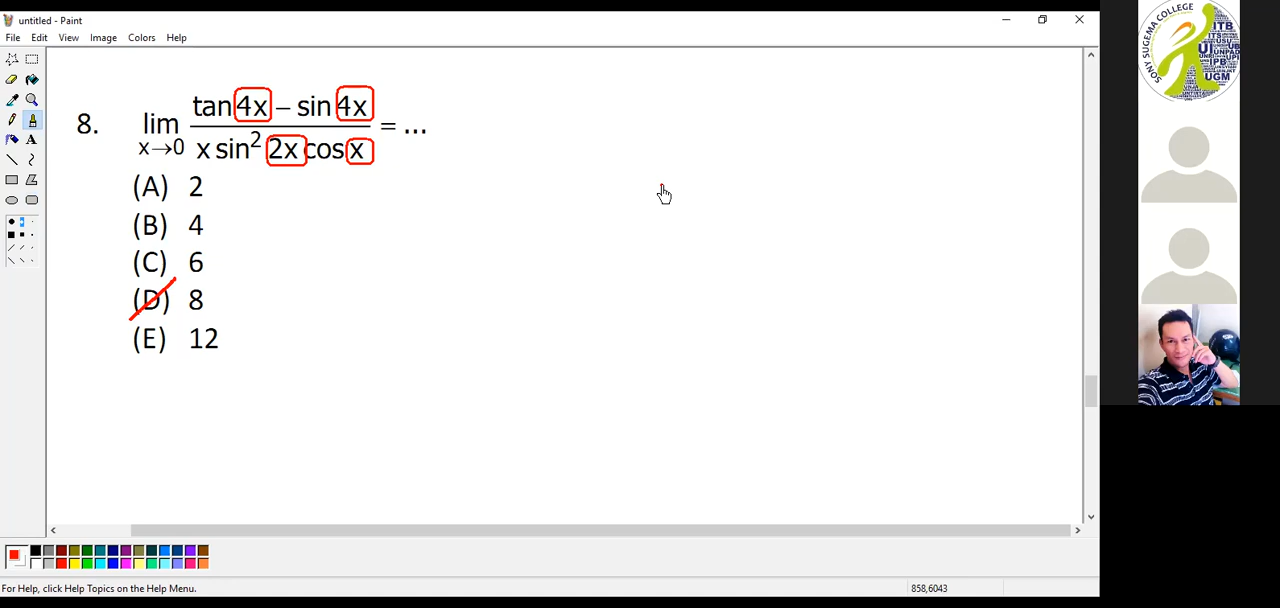 untitled - Paint
File Edit View Image Colors Help
8. lim x→0 tan 4x – sin 4x / x sin² 2x cos x = ...
(A) 2
(B) 4
(C) 6
(D) 8
(E) 12
For Help, click Help Topics on the Help Menu.
858,6043
SONY SUGEMA COLLEGE
ITB
UI
UNPAD
IPB
UGM